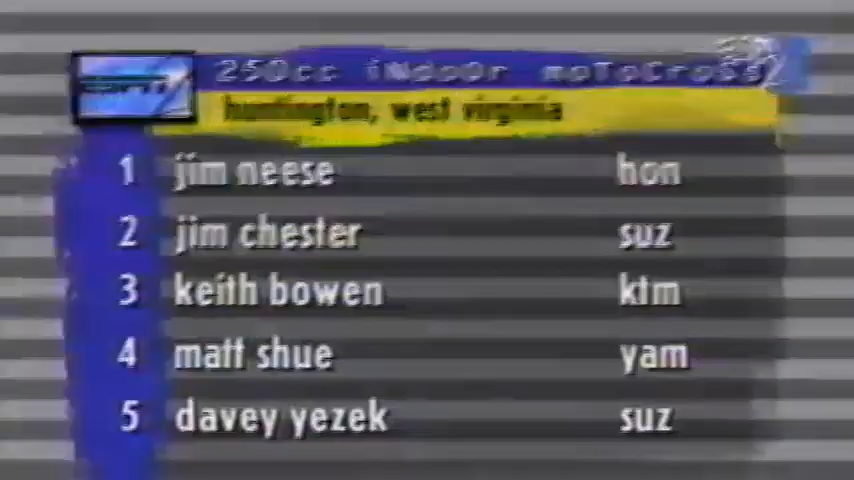 ESPN2
250cc iNdoOr moToCroSs
huntington, west virginia
1 jim neese hon
2 jim chester suz
3 keith bowen ktm
4 matt shue yam
5 davey yezek suz